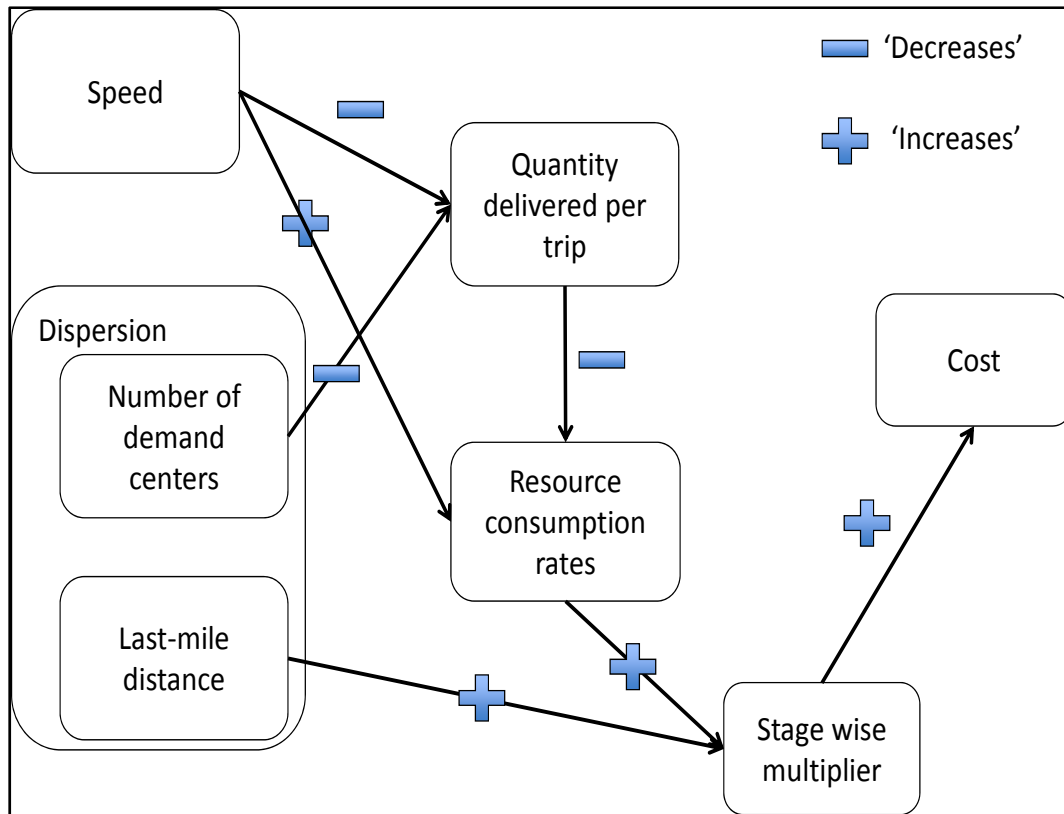 Speed
‘Decreases’
‘Increases’
Quantity
delivered per
trip
Dispersion
Number of
demand
centers
Cost
Resource
consumption
rates
Last-mile
distance
Stage wise
multiplier